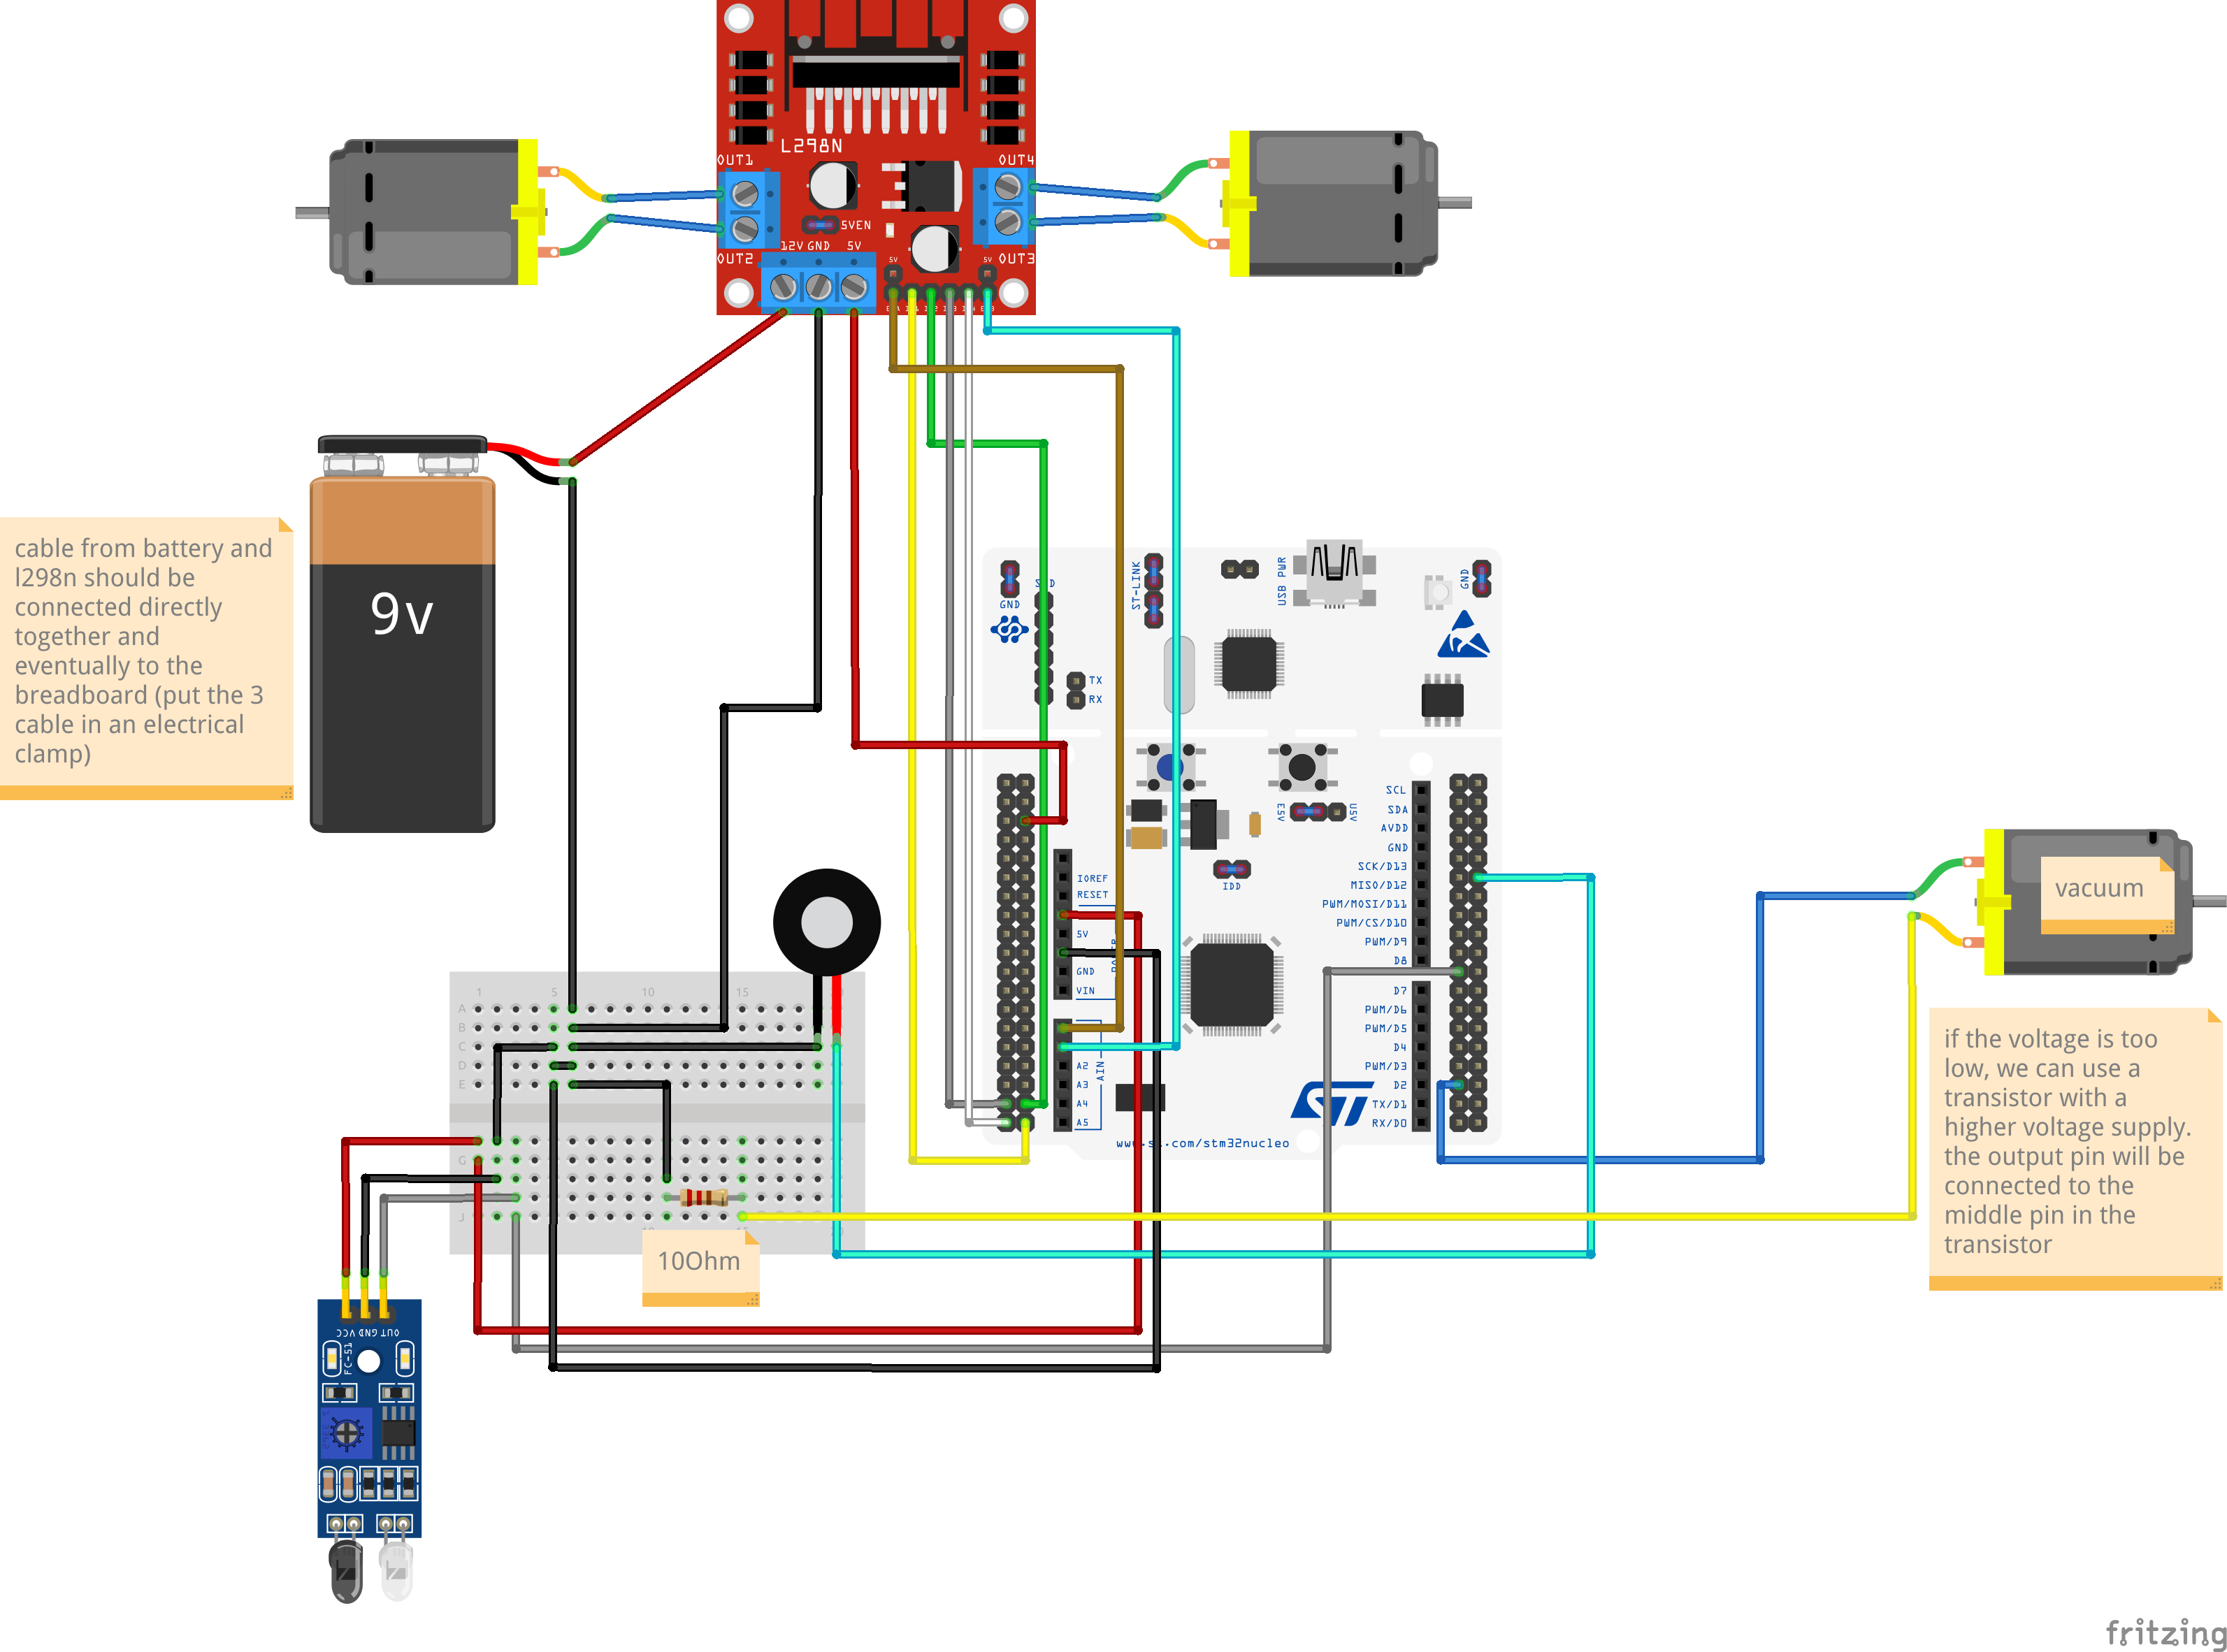 L298N
OUT1
OUT4
5VEN
12V GND 5V
OUT2
OUT3
5V
5V
9v
cable from battery and
l298n should be
connected directly
together and
eventually to the
breadboard (put the 3
cable in an electrical
clamp)
GND
ST-LINK
USB PWR
GND
TX
RX
E5V
U5V
IDD
IOREF
RESET
5V
GND
VIN
AIN
A2
A3
A4
A5
SCL
SDA
AVDD
GND
SCK/D13
MISO/D12
PWM/MOSI/D11
PWM/CS/D10
PWM/D9
D8
D7
PWM/D6
PWM/D5
D4
PWM/D3
D2
TX/D1
RX/D0
vacuum
if the voltage is too
low, we can use a
transistor with a
higher voltage supply.
the output pin will be
connected to the
middle pin in the
transistor
1 5 10 15
A
B
C
D
E
G
J
10Ohm
VCC GND OUT
FC-51
fritzing